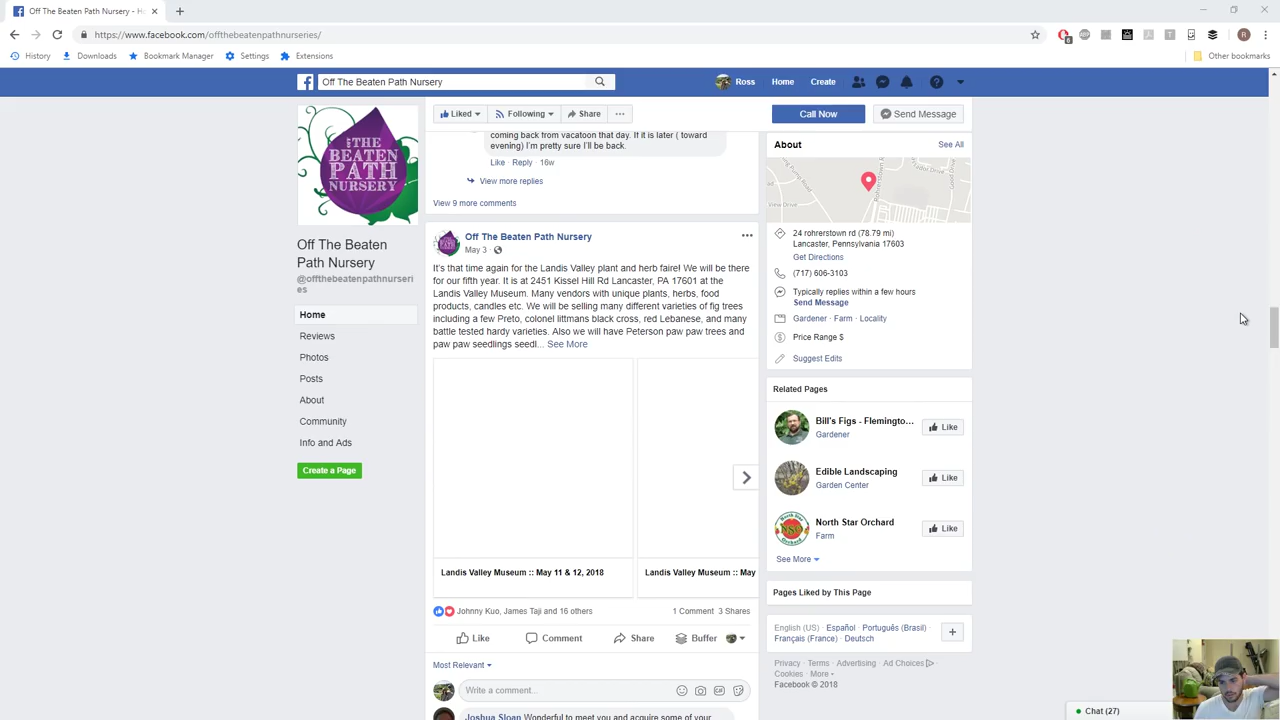 Off The Beaten Path Nursery - Ho
https://www.facebook.com/offthebeatenpathnurseries/
6
ABP
R
History
Downloads
Bookmark Manager
Settings
Extensions
Other bookmarks
Off The Beaten Path Nursery
Ross
Home
Create
OFF THE
BEATEN
PATH
NURSERY
Off The Beaten
Path Nursery
@offthebeatenpathnurseri
es
Home
Reviews
Photos
Posts
About
Community
Info and Ads
Create a Page
Liked
Following
Share
Call Now
Send Message
coming back from vacatoon that day. If it is later ( toward
evening) I'm pretty sure I'll be back.
Like · Reply · 16w
View more replies
View 9 more comments
Off The Beaten Path Nursery
May 3 ·
It's that time again for the Landis Valley plant and herb faire! We will be there
for our fifth year. It is at 2451 Kissel Hill Rd Lancaster, PA 17601 at the
Landis Valley Museum. Many vendors with unique plants, herbs, food
products, candles etc. We will be selling many different varieties of fig trees
including a few Preto, colonel littmans black cross, red Lebanese, and many
battle tested hardy varieties. Also we will have Peterson paw paw trees and
paw paw seedlings seedl... See More
Landis Valley Museum :: May 11 & 12, 2018
Landis Valley Museum :: May
Johnny Kuo, James Taji and 16 others
1 Comment 3 Shares
Like
Comment
Share
Buffer
Most Relevant
Write a comment...
Joshua Sloan Wonderful to meet you and acquire some of your
About
See All
View Drive
24 rohrerstown rd (78.79 mi)
Lancaster, Pennsylvania 17603
Get Directions
(717) 606-3103
Typically replies within a few hours
Send Message
Gardener · Farm · Locality
Price Range $
Suggest Edits
Related Pages
Bill's Figs - Flemingto...
Gardener
Like
Edible Landscaping
Garden Center
Like
North Star Orchard
Farm
Like
See More
Pages Liked by This Page
English (US) · Español · Português (Brasil) ·
Français (France) · Deutsch
Privacy · Terms · Advertising · Ad Choices ·
Cookies · More
Facebook © 2018
Chat (27)